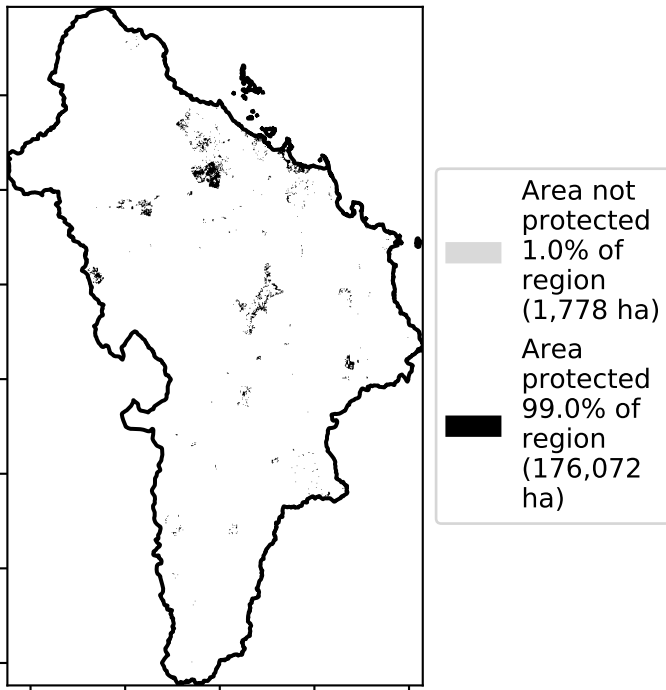 Area not
protected
1.0% of
region
(1,778 ha)
Area
protected
99.0% of
region
(176,072
ha)